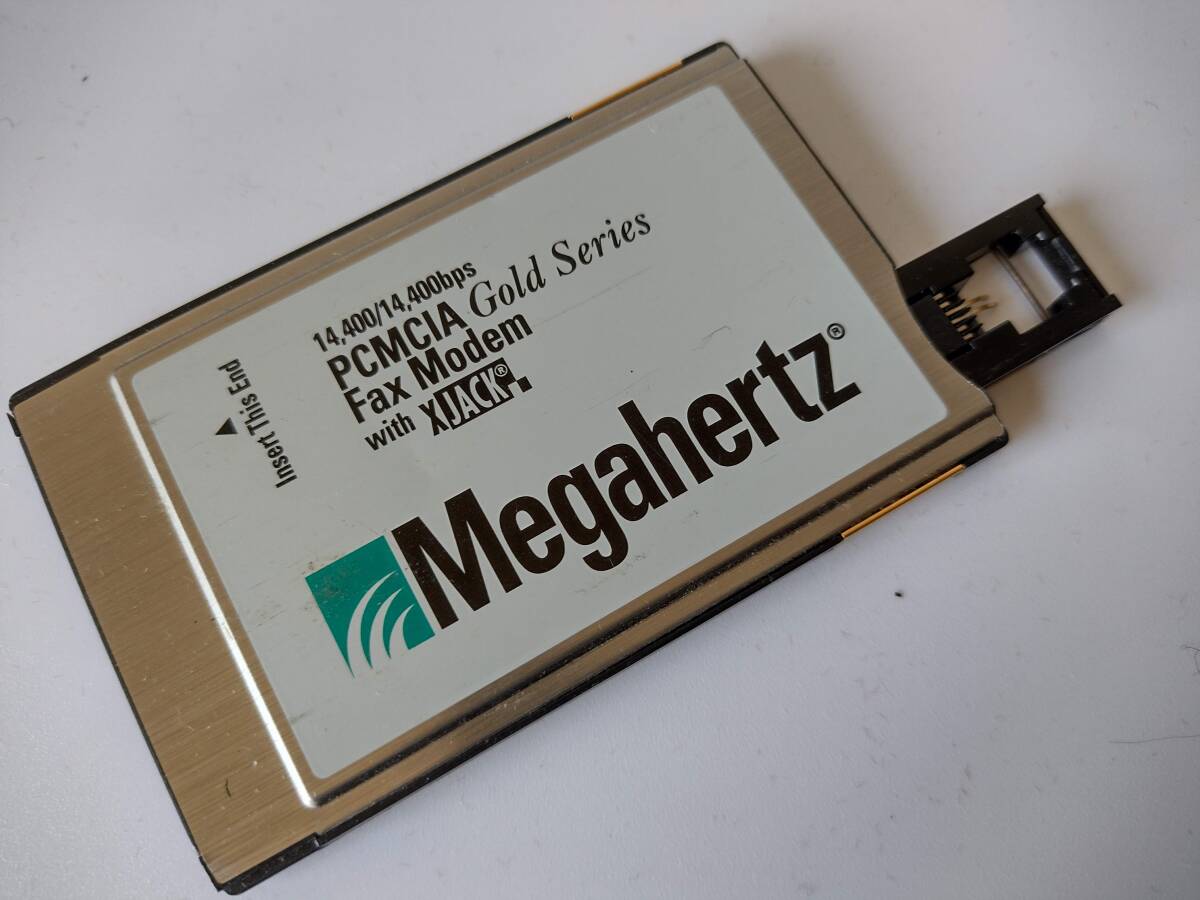 Insert This End
14,400/14,400bps
PCMCIA Gold Series
Fax Modem
with XJACK®
Megahertz®